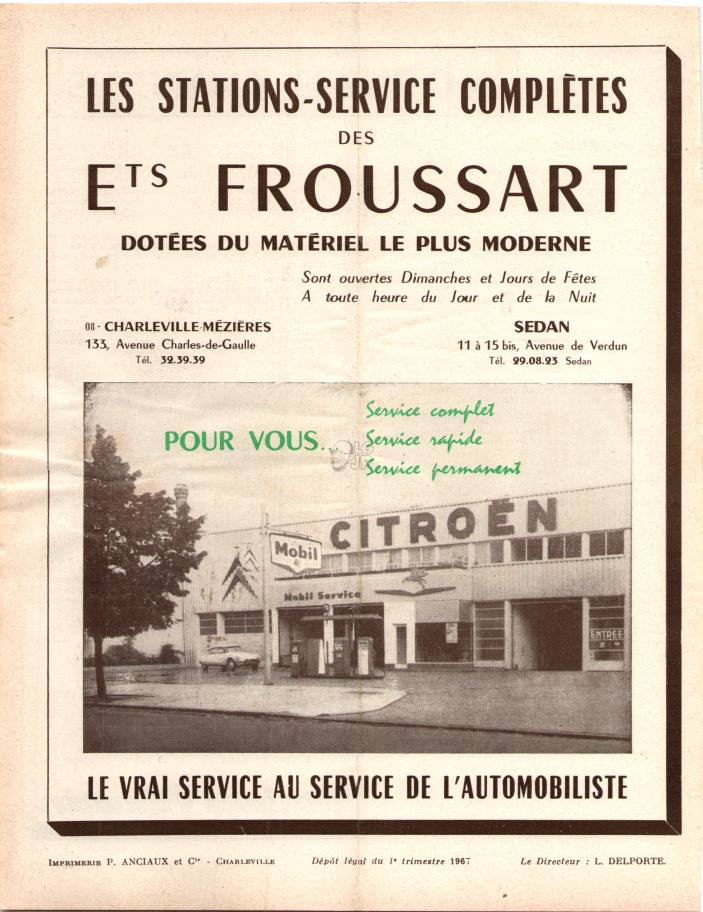 LES STATIONS-SERVICE COMPLÈTES
DES
ETS FROUSSART
DOTÉES DU MATÉRIEL LE PLUS MODERNE
Sont ouvertes Dimanches et Jours de Fêtes
A toute heure du Jour et de la Nuit
08 - CHARLEVILLE-MÉZIÈRES
133, Avenue Charles-de-Gaulle
Tél. 32.39.39
SEDAN
11 à 15 bis, Avenue de Verdun
Tél. 29.08.23 Sedan
POUR VOUS...
Service complet
Service rapide
Service permanent
CITROËN
Mobil
Mobil Service
ENTREE
LE VRAI SERVICE AU SERVICE DE L'AUTOMOBILISTE
IMPRIMERIE P. ANCIAUX et Cie - CHARLEVILLE
Dépôt légal du 1e trimestre 1967
Le Directeur : L. DELPORTE.